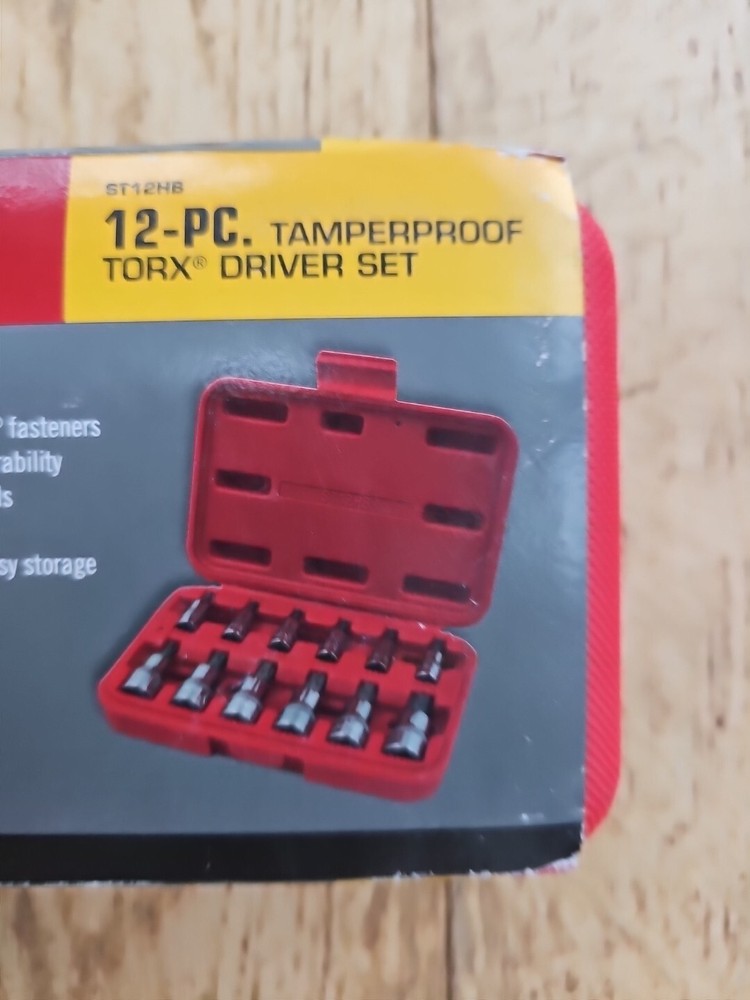 ST12HB
12-PC. TAMPERPROOF
TORX® DRIVER SET
fasteners
rability
ls
sy storage